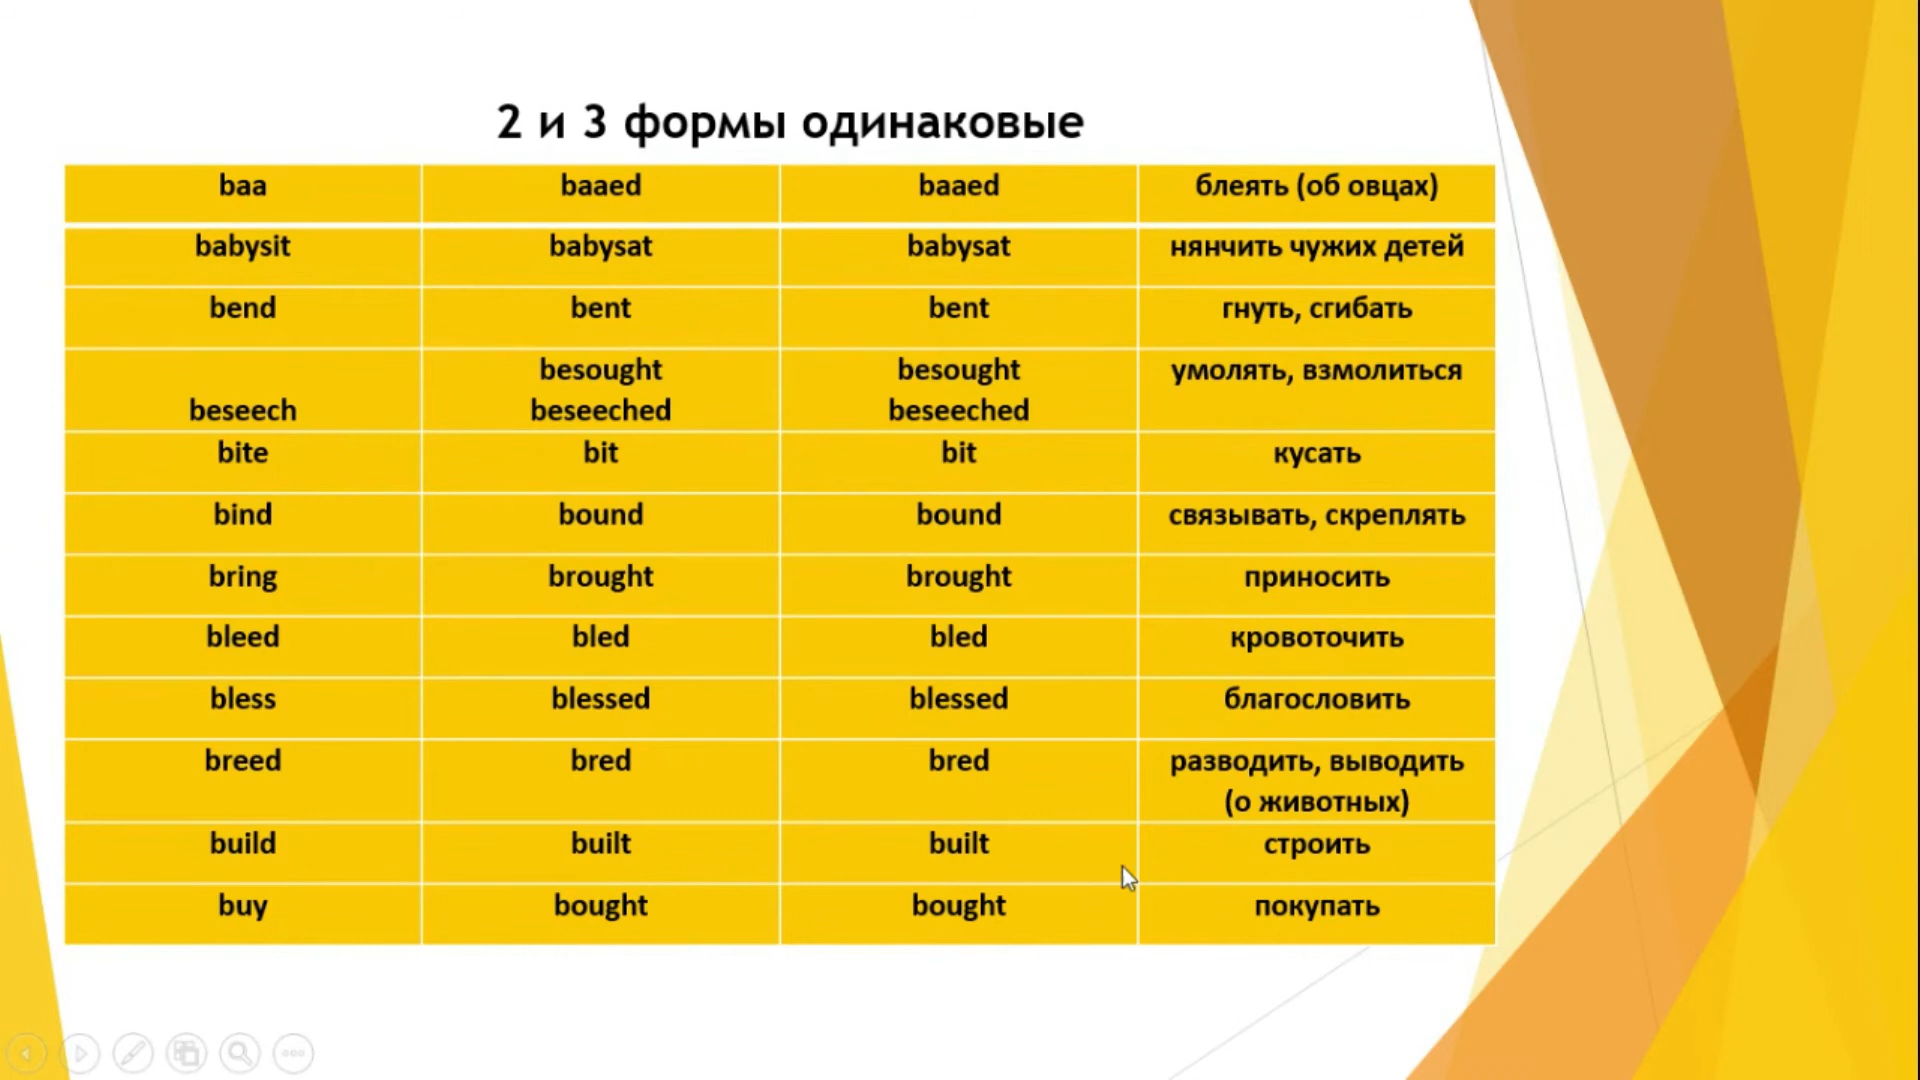 2 и 3 формы одинаковые
baa baaed baaed блеять (об овцах)
babysit babysat babysat нянчить чужих детей
bend bent bent гнуть, сгибать
besought besought умолять, взмолиться
beseech beseeched beseeched
bite bit bit кусать
bind bound bound связывать, скреплять
bring brought brought приносить
bleed bled bled кровоточить
bless blessed blessed благословить
breed bred bred разводить, выводить
(о животных)
build built built строить
buy bought bought покупать